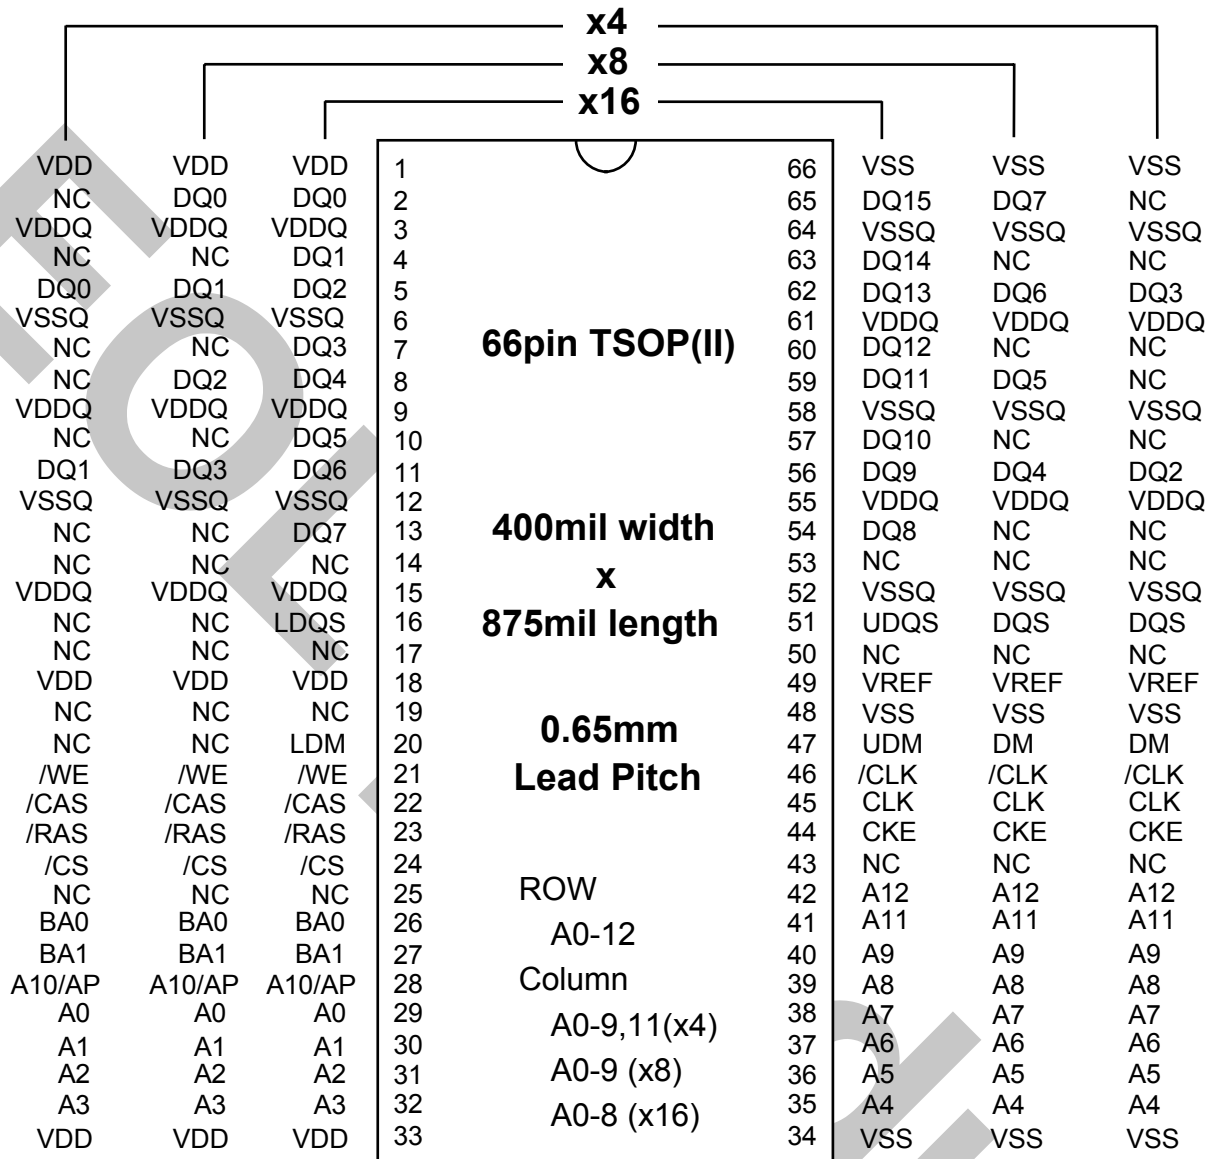 x4
x8
x16
VDD VDD VDD 1 66 VSS VSS VSS
NC DQ0 DQ0 2 65 DQ15 DQ7 NC
VDDQ VDDQ VDDQ 3 64 VSSQ VSSQ VSSQ
NC NC DQ1 4 63 DQ14 NC NC
DQ0 DQ1 DQ2 5 62 DQ13 DQ6 DQ3
VSSQ VSSQ VSSQ 6 61 VDDQ VDDQ VDDQ
66pin TSOP(II)
NC NC DQ3 7 60 DQ12 NC NC
NC DQ2 DQ4 8 59 DQ11 DQ5 NC
VDDQ VDDQ VDDQ 9 58 VSSQ VSSQ VSSQ
NC NC DQ5 10 57 DQ10 NC NC
DQ1 DQ3 DQ6 11 56 DQ9 DQ4 DQ2
VSSQ VSSQ VSSQ 12 55 VDDQ VDDQ VDDQ
NC NC DQ7 13 400mil width 54 DQ8 NC NC
NC NC NC 14 53 NC NC NC
x
VDDQ VDDQ VDDQ 15 52 VSSQ VSSQ VSSQ
NC NC LDQS 16 875mil length 51 UDQS DQS DQS
NC NC NC 17 50 NC NC NC
VDD VDD VDD 18 49 VREF VREF VREF
NC NC NC 19 48 VSS VSS VSS
0.65mm
NC NC LDM 20 47 UDM DM DM
/WE /WE /WE 21 Lead Pitch 46 /CLK /CLK /CLK
/CAS /CAS /CAS 22 45 CLK CLK CLK
/RAS /RAS /RAS 23 44 CKE CKE CKE
/CS /CS /CS 24 43 NC NC NC
NC NC NC 25 ROW 42 A12 A12 A12
BA0 BA0 BA0 26 41 A11 A11 A11
A0-12
BA1 BA1 BA1 27 40 A9 A9 A9
A10/AP A10/AP A10/AP 28 Column 39 A8 A8 A8
A0 A0 A0 29 A0-9,11(x4) 38 A7 A7 A7
A1 A1 A1 30 37 A6 A6 A6
A2 A2 A2 31 A0-9 (x8) 36 A5 A5 A5
A3 A3 A3 32 A0-8 (x16) 35 A4 A4 A4
VDD VDD VDD 33 34 VSS VSS VSS